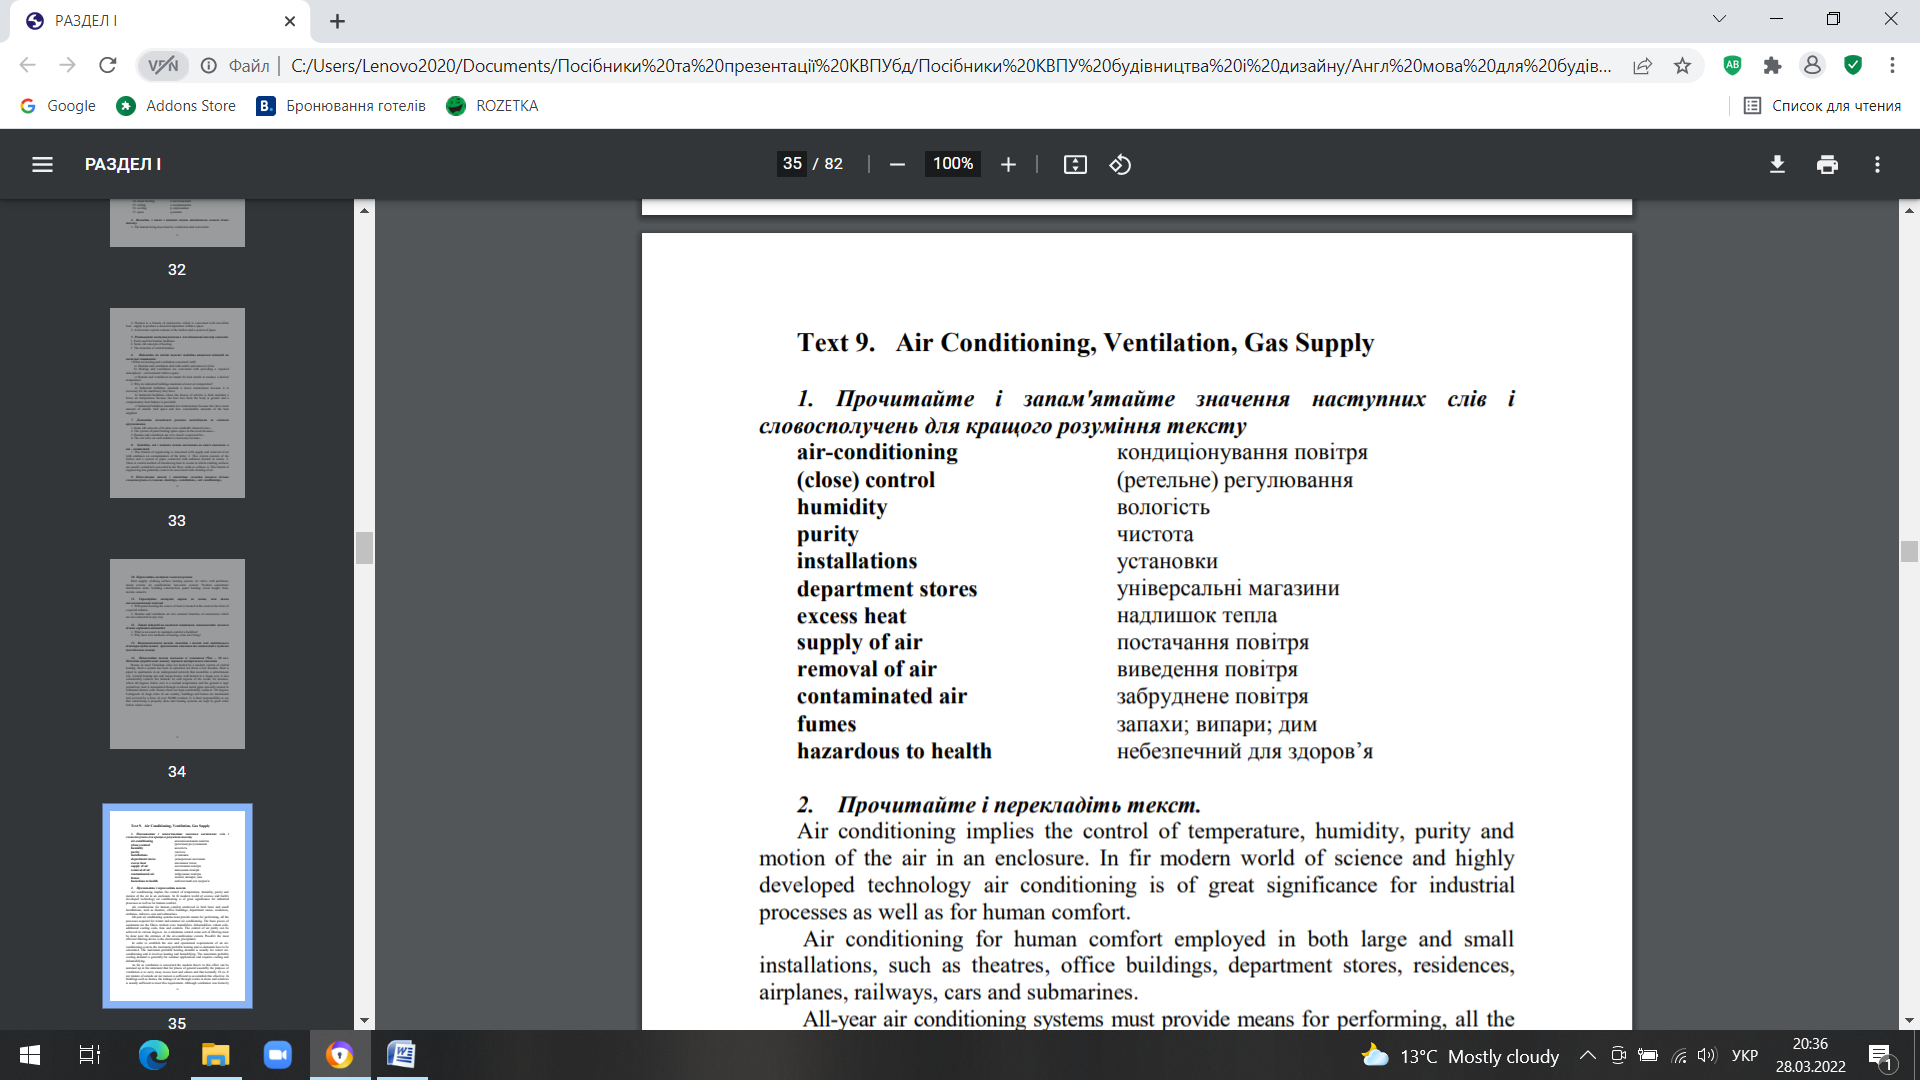 РАЗДЕЛ I
Файл
C:/Users/Lenovo2020/Documents/Посібники%20та%20презентації%20КВПУбд/Посібники%20КВПУ%20будівництва%20і%20дизайну/Англ%20мова%20для%20будів...
Google
Addons Store
Бронювання готелів
ROZETKA
Список для чтения
РАЗДЕЛ I
35 / 82
100%
32
33
34
35
Text 9. Air Conditioning, Ventilation, Gas Supply
1. Прочитайте і запам'ятайте значення наступних слів і
словосполучень для кращого розуміння тексту
air-conditioning кондиціонування повітря
(close) control (ретельне) регулювання
humidity вологість
purity чистота
installations установки
department stores універсальні магазини
excess heat надлишок тепла
supply of air постачання повітря
removal of air виведення повітря
contaminated air забруднене повітря
fumes запахи; випари; дим
hazardous to health небезпечний для здоров’я
2. Прочитайте і перекладіть текст.
Air conditioning implies the control of temperature, humidity, purity and
motion of the air in an enclosure. In fir modern world of science and highly
developed technology air conditioning is of great significance for industrial
processes as well as for human comfort.
Air conditioning for human comfort employed in both large and small
installations, such as theatres, office buildings, department stores, residences,
airplanes, railways, cars and submarines.
All-year air conditioning systems must provide means for performing, all the
13°C Mostly cloudy
УКР
20:36
28.03.2022
1